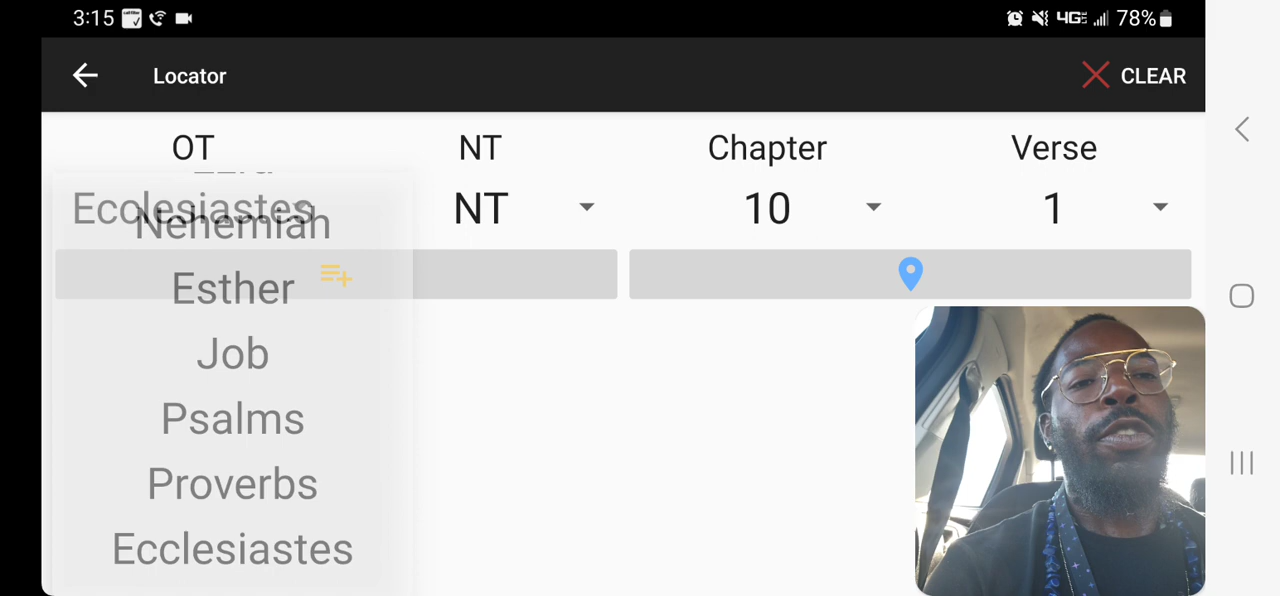 3:15 4G 78%
Locator CLEAR
OT NT Chapter Verse
Ecclesiastes NT 10 1
Nehemiah
Esther
Job
Psalms
Proverbs
Ecclesiastes